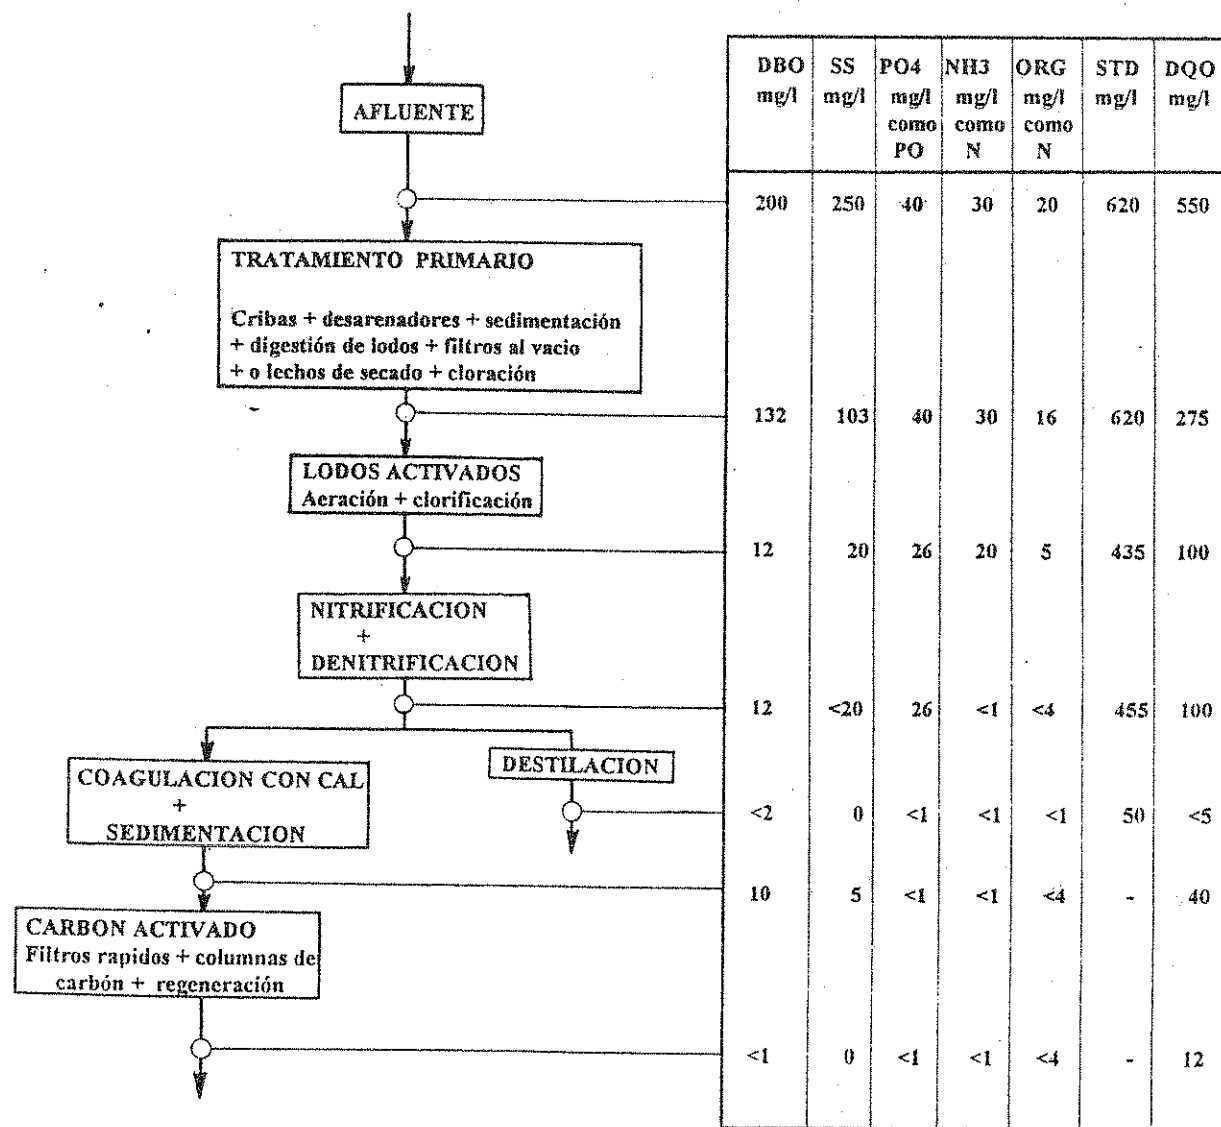 AFLUENTE
TRATAMIENTO PRIMARIO
Cribas + desarenadores + sedimentación
+ digestión de lodos + filtros al vacio
+ o lechos de secado + cloración
LODOS ACTIVADOS
Aeración + clorificación
NITRIFICACION
+
DENITRIFICACION
COAGULACION CON CAL
+
SEDIMENTACION
DESTILACION
CARBON ACTIVADO
Filtros rapidos + columnas de
carbón + regeneración
DBO SS PO4 NH3 ORG STD DQO
mg/l mg/l mg/l mg/l mg/l mg/l mg/l
como como como
PO N N
200 250 40 30 20 620 550
132 103 40 30 16 620 275
12 20 26 20 5 435 100
12 <20 26 <1 <4 455 100
<2 0 <1 <1 <1 50 <5
10 5 <1 <1 <4 - 40
<1 0 <1 <1 <4 - 12